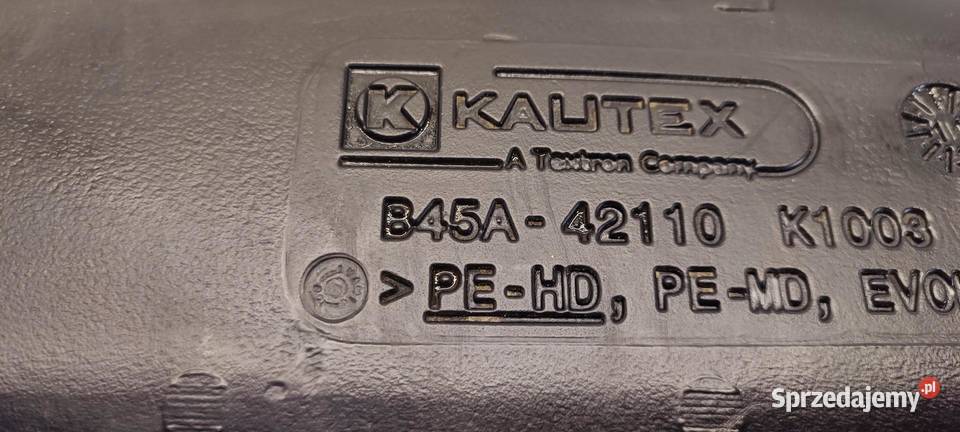 K KAUTEX
A Textron Company
B45A-42110 K1003
>PE-HD, PE-MD,
Sprzedajemy.pl